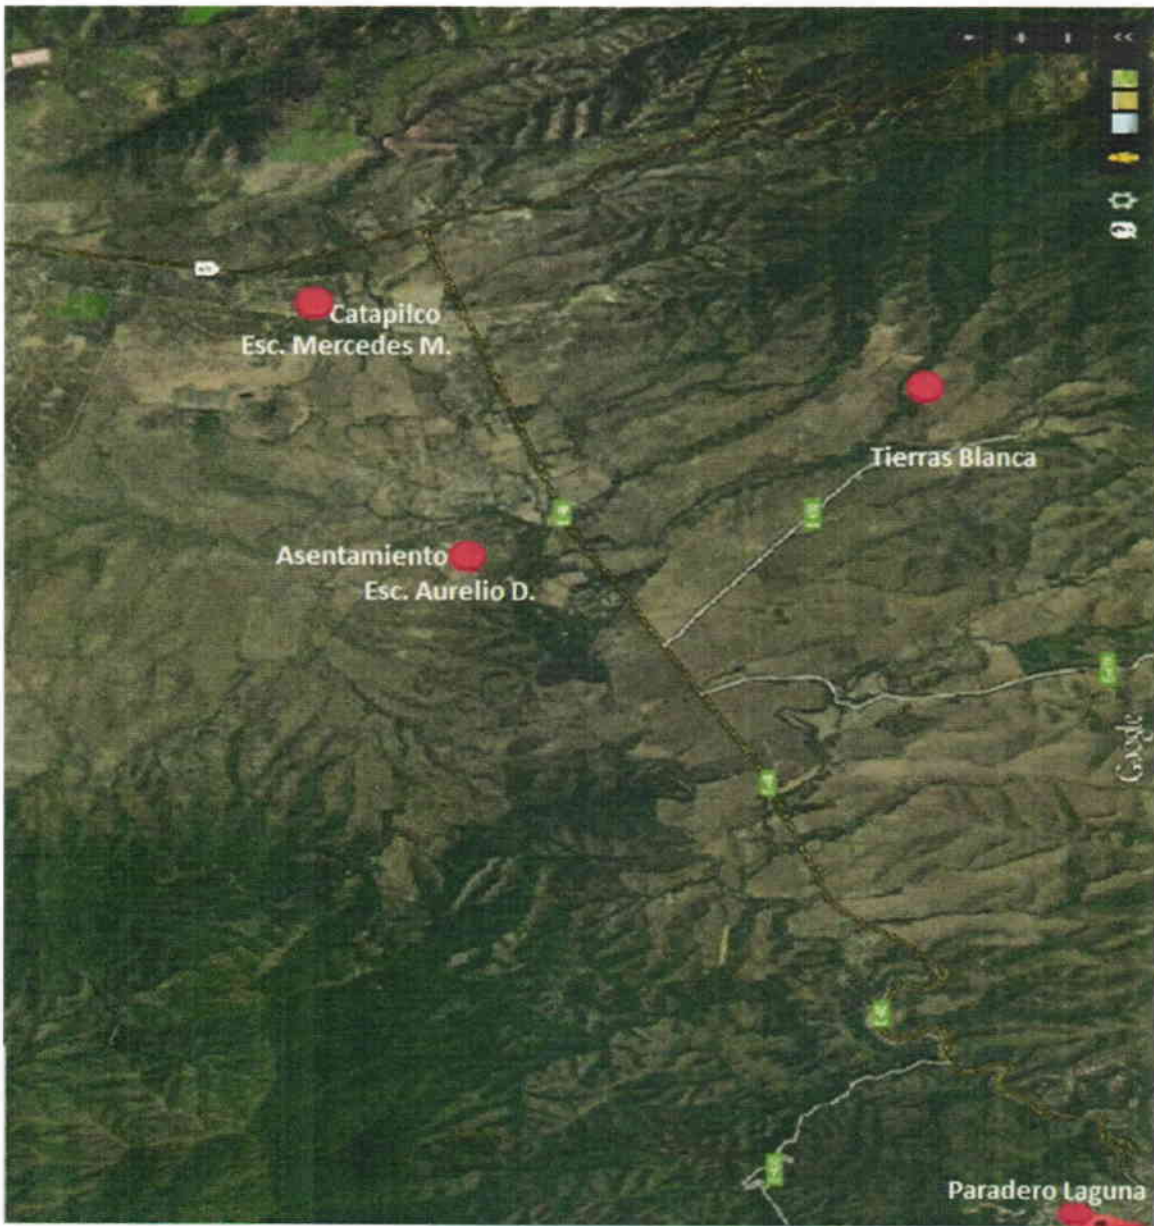 <<
Catapilco
Esc. Mercedes M.
Tierras Blanca
Asentamiento
Esc. Aurelio D.
Google
Paradero Laguna